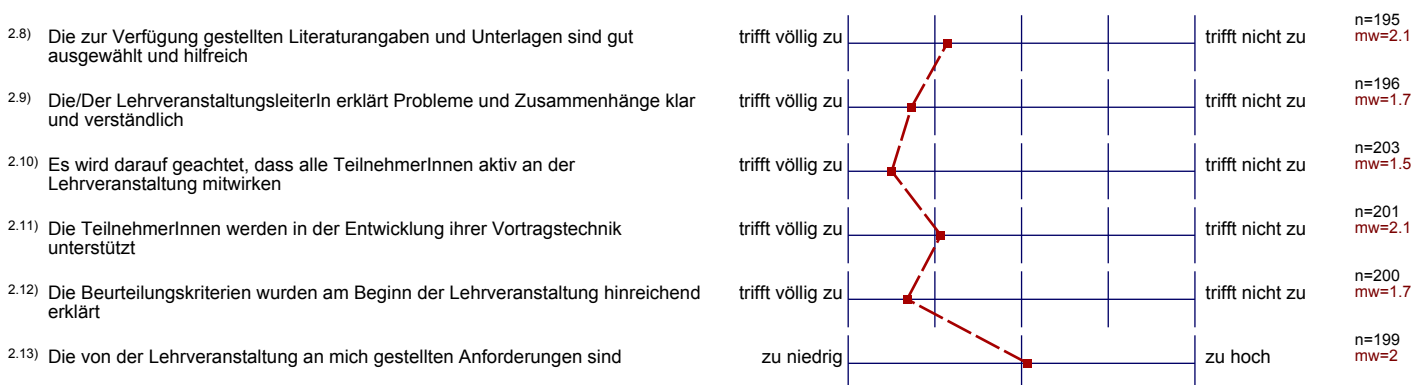 2.8) Die zur Verfügung gestellten Literaturangaben und Unterlagen sind gut
ausgewählt und hilfreich
trifft völlig zu
trifft nicht zu
n=195
mw=2.1
2.9) Die/Der LehrveranstaltungsleiterIn erklärt Probleme und Zusammenhänge klar
und verständlich
trifft völlig zu
trifft nicht zu
n=196
mw=1.7
2.10) Es wird darauf geachtet, dass alle TeilnehmerInnen aktiv an der
Lehrveranstaltung mitwirken
trifft völlig zu
trifft nicht zu
n=203
mw=1.5
2.11) Die TeilnehmerInnen werden in der Entwicklung ihrer Vortragstechnik
unterstützt
trifft völlig zu
trifft nicht zu
n=201
mw=2.1
2.12) Die Beurteilungskriterien wurden am Beginn der Lehrveranstaltung hinreichend
erklärt
trifft völlig zu
trifft nicht zu
n=200
mw=1.7
2.13) Die von der Lehrveranstaltung an mich gestellten Anforderungen sind
zu niedrig
zu hoch
n=199
mw=2